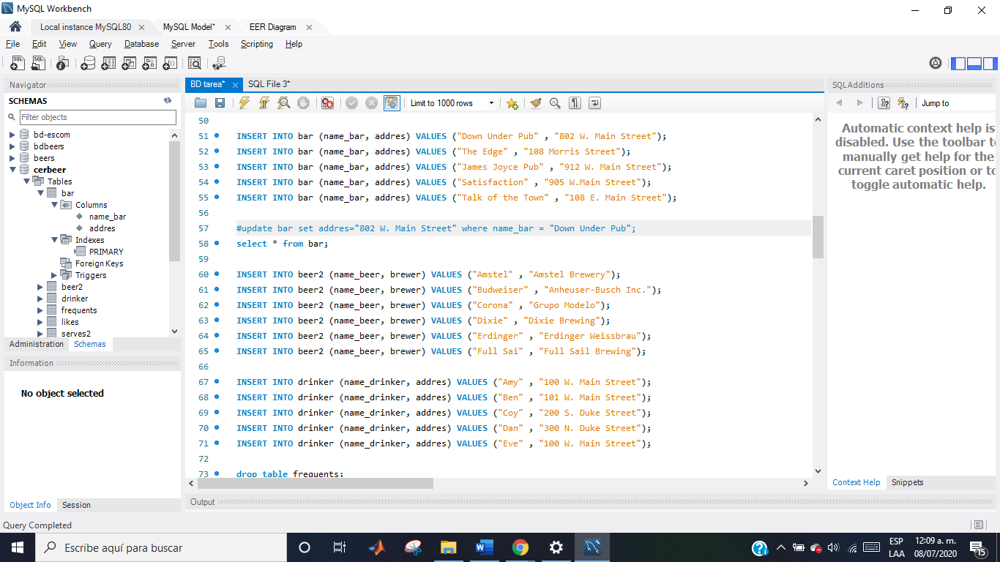 MySQL Workbench
Local instance MySQL80 MySQL Model* EER Diagram
File Edit View Query Database Server Tools Scripting Help
Navigator
SCHEMAS
Filter objects
bd-escom
bdbeers
beers
cerbeer
Tables
bar
Columns
name_bar
addres
Indexes
PRIMARY
Foreign Keys
Triggers
beer2
drinker
frequents
likes
serves2
Administration Schemas
Information
No object selected
Object Info Session
BD tarea* SQL File 3*
Limit to 1000 rows
50
51 INSERT INTO bar (name_bar, addres) VALUES ("Down Under Pub" , "802 W. Main Street");
52 INSERT INTO bar (name_bar, addres) VALUES ("The Edge" , "108 Morris Street");
53 INSERT INTO bar (name_bar, addres) VALUES ("James Joyce Pub" , "912 W. Main Street");
54 INSERT INTO bar (name_bar, addres) VALUES ("Satisfaction" , "905 W.Main Street");
55 INSERT INTO bar (name_bar, addres) VALUES ("Talk of the Town" , "108 E. Main Street");
56
57 #update bar set addres="802 W. Main Street" where name_bar = "Down Under Pub";
58 select * from bar;
59
60 INSERT INTO beer2 (name_beer, brewer) VALUES ("Amstel" , "Amstel Brewery");
61 INSERT INTO beer2 (name_beer, brewer) VALUES ("Budweiser" , "Anheuser-Busch Inc.");
62 INSERT INTO beer2 (name_beer, brewer) VALUES ("Corona" , "Grupo Modelo");
63 INSERT INTO beer2 (name_beer, brewer) VALUES ("Dixie" , "Dixie Brewing");
64 INSERT INTO beer2 (name_beer, brewer) VALUES ("Erdinger" , "Erdinger Weissbrau");
65 INSERT INTO beer2 (name_beer, brewer) VALUES ("Full Sai" , "Full Sail Brewing");
66
67 INSERT INTO drinker (name_drinker, addres) VALUES ("Amy" , "100 W. Main Street");
68 INSERT INTO drinker (name_drinker, addres) VALUES ("Ben" , "101 W. Main Street");
69 INSERT INTO drinker (name_drinker, addres) VALUES ("Coy" , "200 S. Duke Street");
70 INSERT INTO drinker (name_drinker, addres) VALUES ("Dan" , "300 N. Duke Street");
71 INSERT INTO drinker (name_drinker, addres) VALUES ("Eve" , "100 W. Main Street");
72
73 drop table frequents;
Output
SQLAdditions
Jump to
Automatic context help is
disabled. Use the toolbar to
manually get help for the
current caret position or to
toggle automatic help.
Context Help Snippets
Query Completed
Escribe aquí para buscar
ESP
LAA
12:09 a. m.
08/07/2020
15